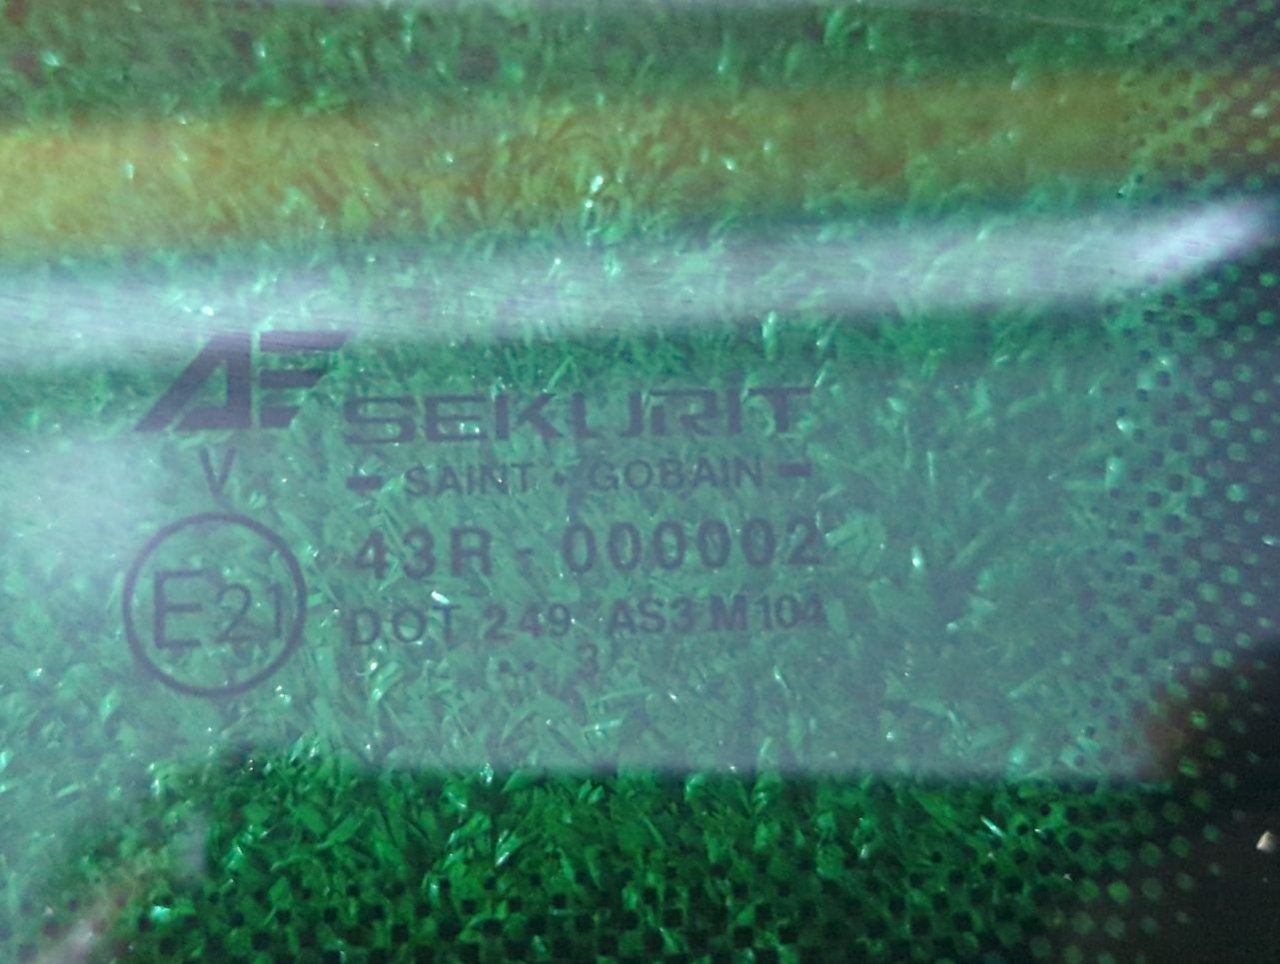 AE SEKURIT
SAINT · GOBAIN
V
43R - 000002
E21
DOT 249 AS3 M104
3